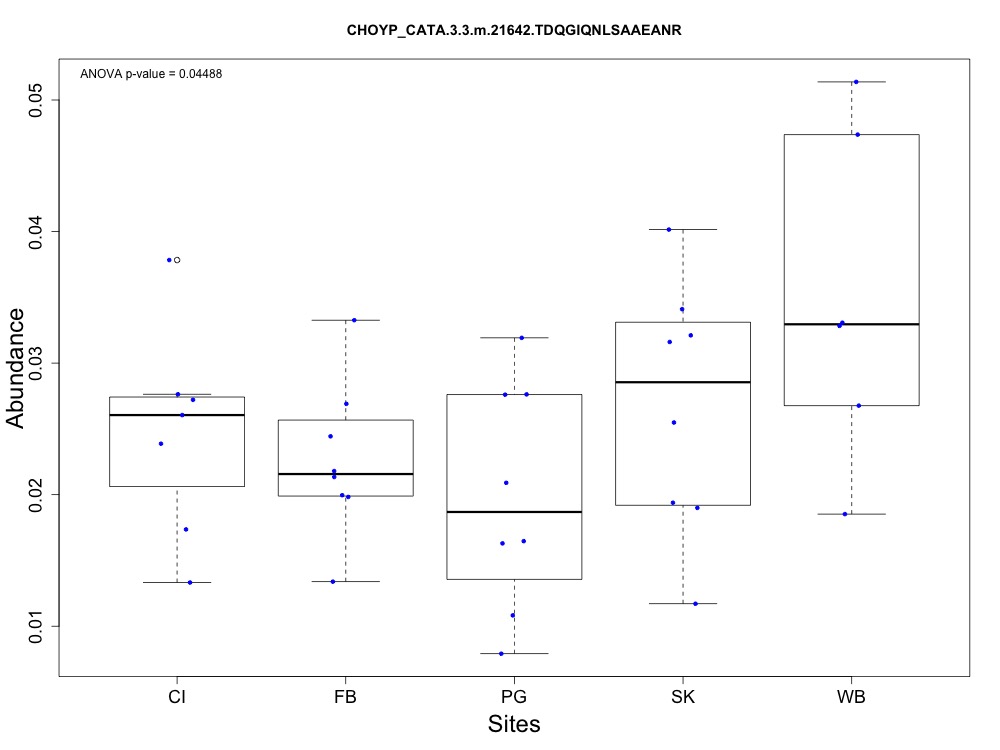 CHOYP_CATA.3.3.m.21642.TDQGIQNLSAAEANR
ANOVA p-value = 0.04488
Abundance
0.05
0.04
0.03
0.02
0.01
CI FB PG SK WB
Sites